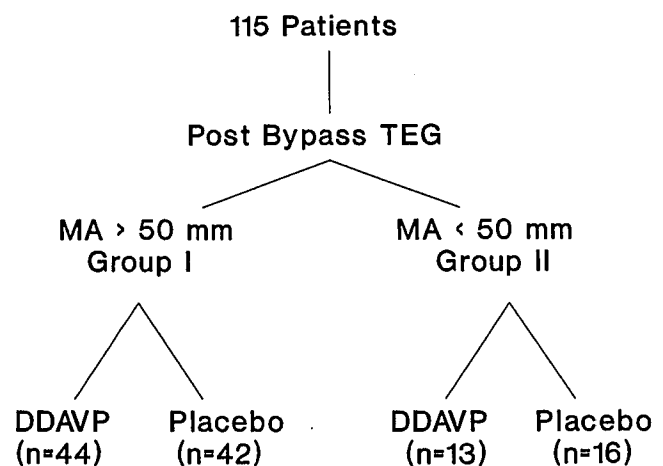 115 Patients
Post Bypass TEG
MA > 50 mm
Group I
MA < 50 mm
Group II
DDAVP
(n=44)
Placebo
(n=42)
DDAVP
(n=13)
Placebo
(n=16)